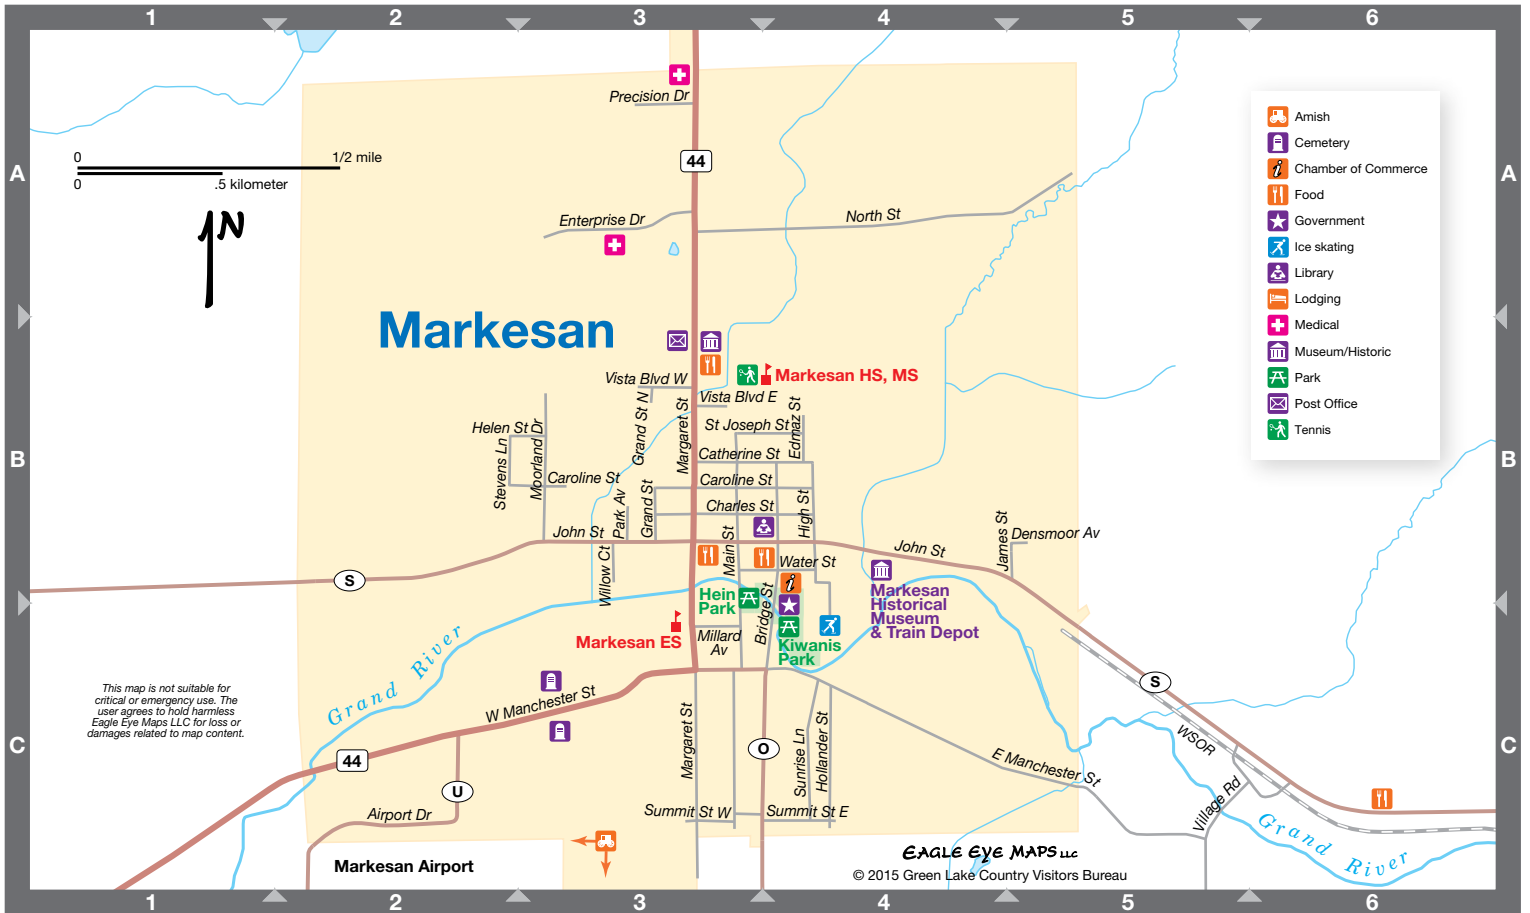 1 2 3 4 5 6
A
B
C
A
B
C
0 1/2 mile
0 .5 kilometer
N
Precision Dr
44
Enterprise Dr
North St
Markesan
Markesan HS, MS
Vista Blvd W
Vista Blvd E
Grand St N
Margaret St
St Joseph St
Edmaz St
Helen St
Stevens Ln
Moorland Dr
Catherine St
Caroline St
Caroline St
Park Av
Grand St
Charles St
High St
John St
Main St
Water St
John St
James St
Densmoor Av
S
Willow Ct
Hein
Park
Bridge St
Markesan
Historical
Museum
& Train Depot
Markesan ES
Millard
Av
Kiwanis
Park
Grand River
W Manchester St
S
WSOR
This map is not suitable for
critical or emergency use. The
user agrees to hold harmless
Eagle Eye Maps LLC for loss or
damages related to map content.
44
U
Margaret St
O
Sunrise Ln
Hollander St
E Manchester St
Village Rd
Airport Dr
Summit St W
Summit St E
Grand River
Markesan Airport
EAGLE EYE MAPS LLC
© 2015 Green Lake Country Visitors Bureau
Amish
Cemetery
i
Chamber of Commerce
Food
Government
Ice skating
Library
Lodging
Medical
Museum/Historic
Park
Post Office
Tennis
i
1 2 3 4 5 6